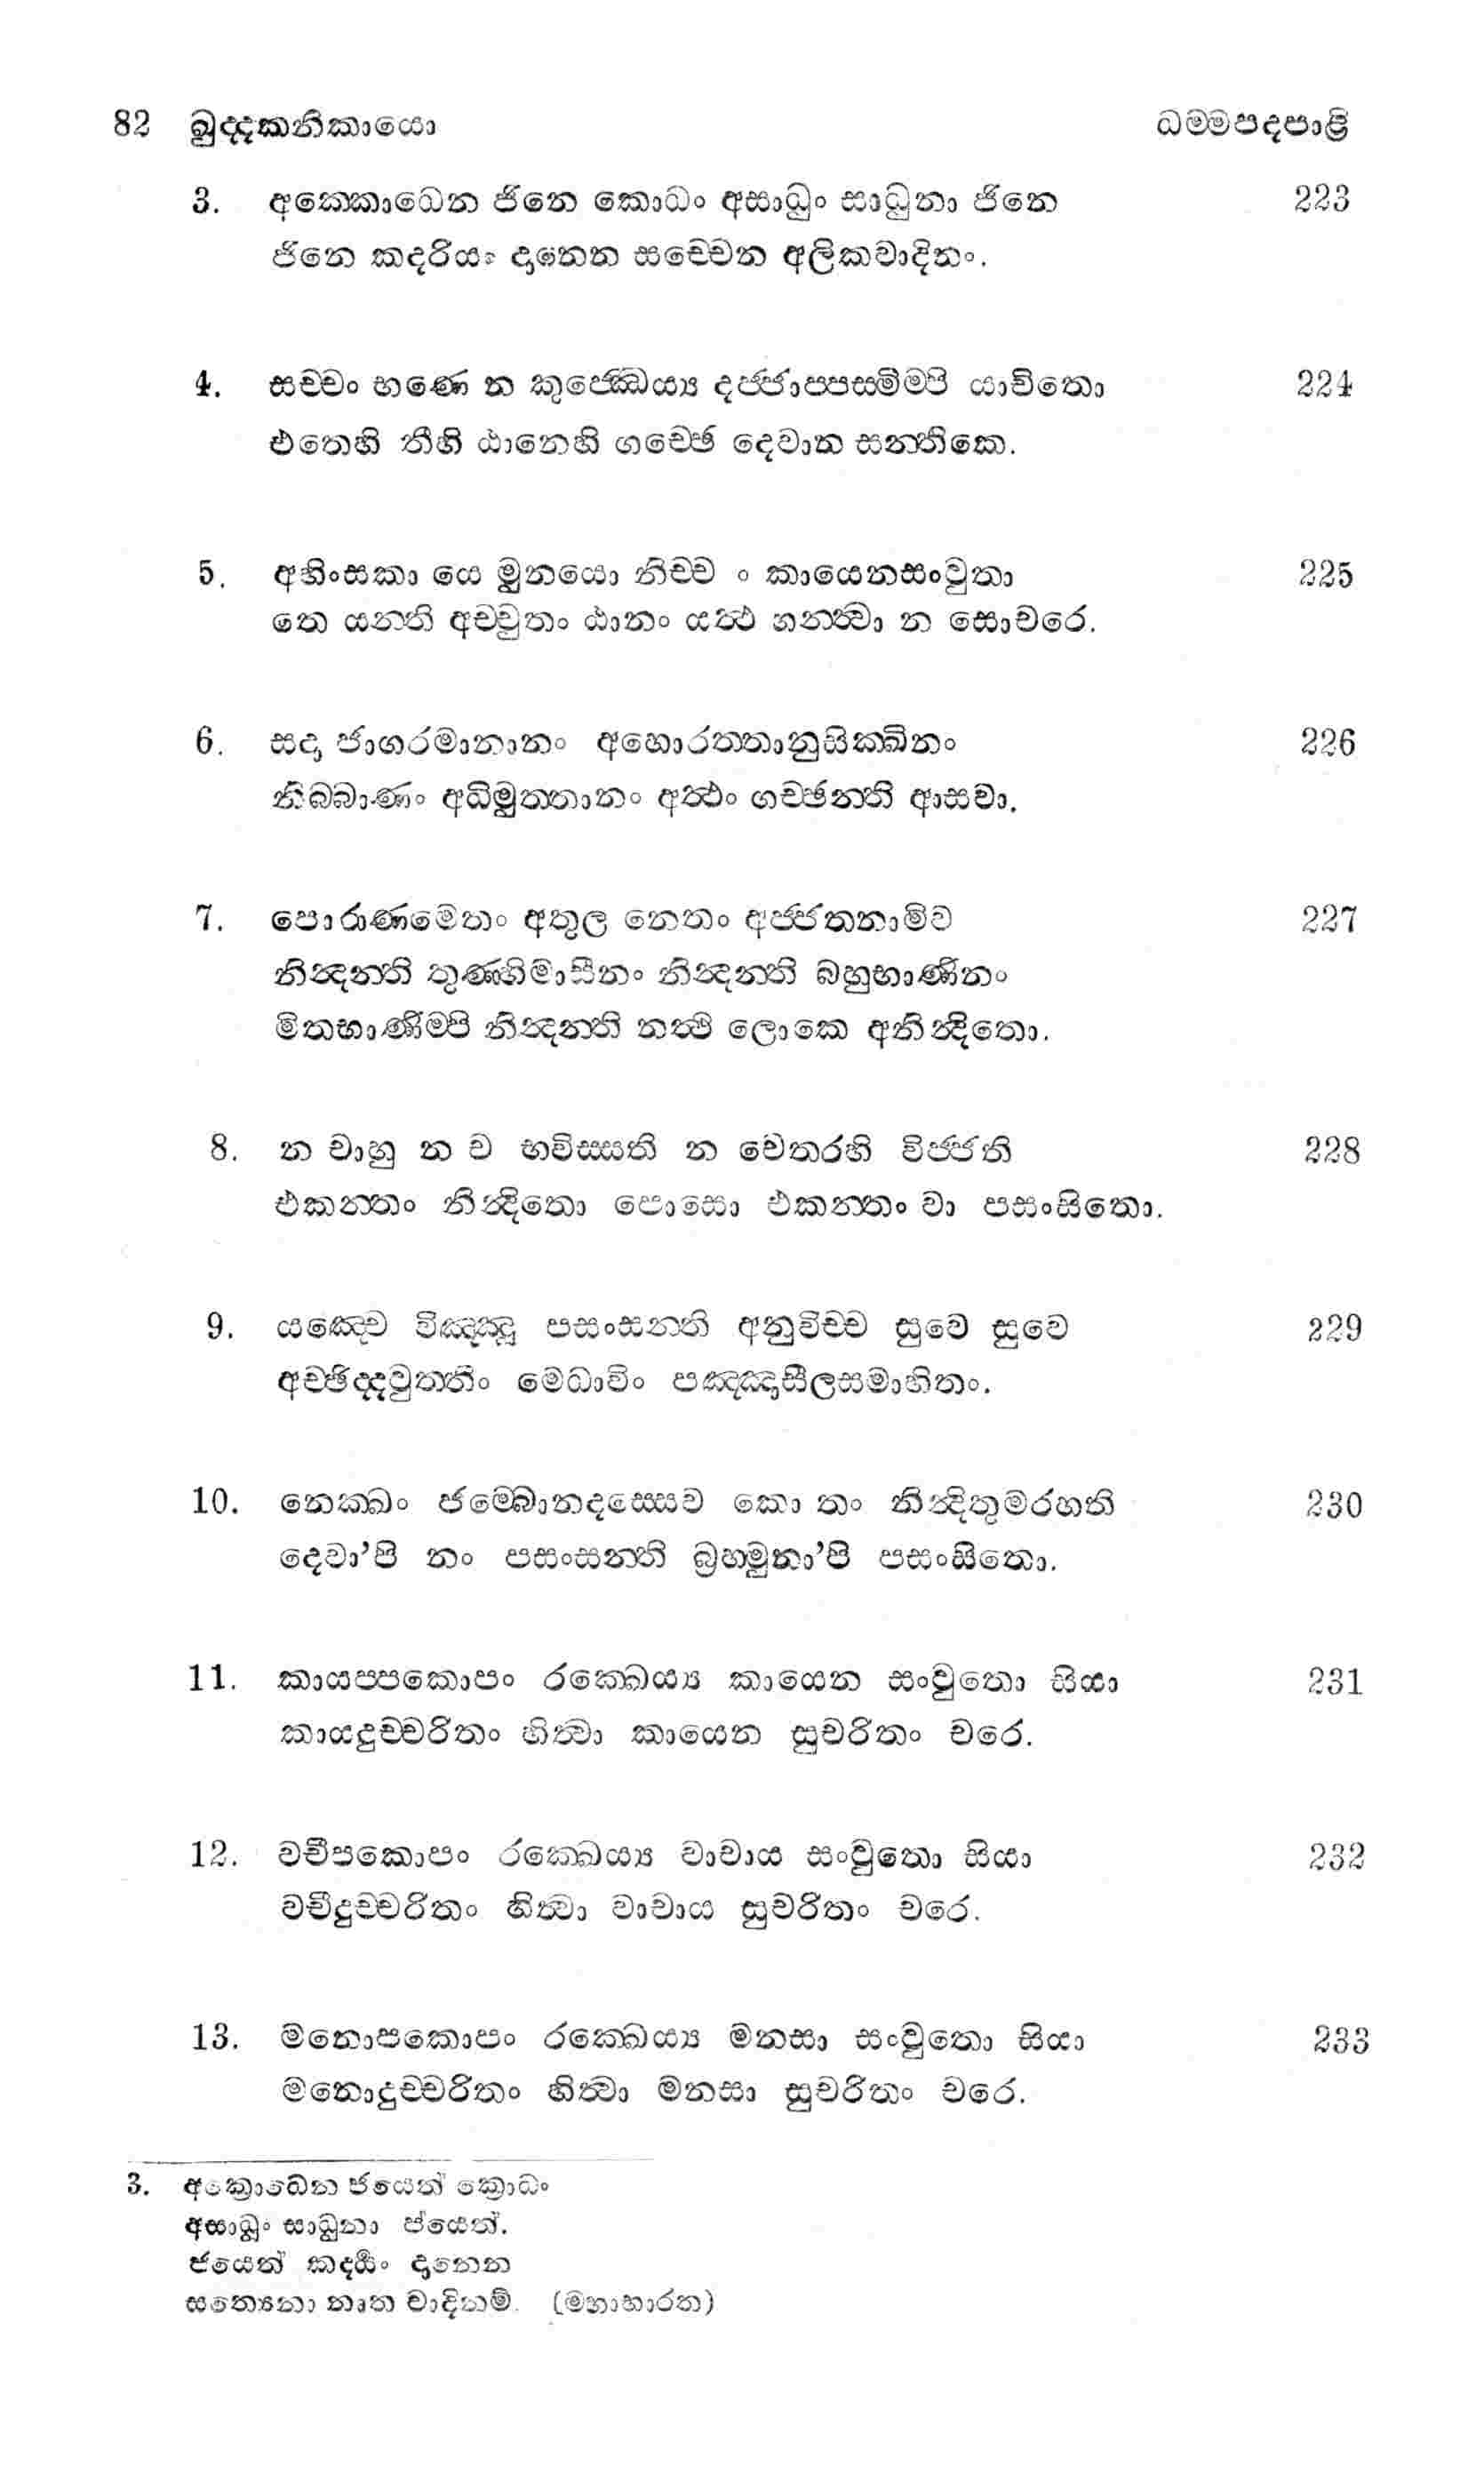 82 ඛුද්දකනිකායො ධම්මපදපාළි
3. අක්කොධෙන ජිනෙ කොධං අසාධුං සාධුනා ජිනෙ 223
ජිනෙ කදරියං දානෙන සච්චෙන අලිකවාදිනං.
4. සච්චං භණෙ න කුජ්ඣෙය්‍ය දජ්ජාප්පස්මිම්පි යාචිතො 224
එතෙහි තීහි ඨානෙහි ගච්ඡෙ දෙවාන සන්තිකෙ.
5. අහිංසකා යෙ මුනයො නිච්ච ං කායෙනසංවුතා 225
තෙ යන්ති අච්චුතං ඨානං යත්ථ ගන්ත්‍වා න සොචරෙ.
6. සදා ජාගරමානානං අහොරත්තානුසික්ඛිනං 226
නිබ්බාණං අධිමුත්තානං අත්ථං ගච්ඡන්ති ආසවා.
7. පොරාණමෙතං අතුල නෙතං අජ්ජතනාමිව 227
නින්‍දන්ති තුණ්හිමාසීනං නින්‍දන්ති බහුභාණිනං
මිතභාණිම්පි නින්‍දන්ති නත්ථි ලොකෙ අනින්‍දිතො.
8. න චාහු න ච භවිස්සති න චෙතරහි විජ්ජති 228
එකන්තං නින්‍දිතො පොසො එකන්තං වා පසංසිතො.
9. යඤ්චෙ විඤ්ඤූ පසංසන්ති අනුවිච්ච සුවෙ සුවෙ 229
අච්ඡිද්දවුත්තිං මෙධාවිං පඤ්ඤාසීලසමාහිතං.
10. නෙක්ඛං ජම්බොනදස්සෙව කො තං නින්‍දිතුමරහති 230
දෙවා’පි නං පසංසන්ති බ්‍රහ්මුනා’පි පසංසිතො.
11. කායප්පකොපං රක්ඛෙය්‍ය කායෙන සංවුතො සියා 231
කායදුච්චරිතං හිත්‍වා කායෙන සුචරිතං චරෙ.
12. වචීපකොපං රක්ඛෙය්‍ය වාචාය සංවුතො සියා 232
වචීදුච්චරිතං හිත්‍වා වාචාය සුචරිතං චරෙ.
13. මනොපකොපං රක්ඛෙය්‍ය මනසා සංවුතො සියා 233
මනොදුච්චරිතං හිත්‍වා මනසා සුචරිතං චරෙ.
3. අක්‍රොධෙන ජයෙත් ක්‍රොධං
අසාධුං සාධුනා ජයෙත්.
ජයෙත් කදර්‍ය්‍යං දානෙන
සත්‍යෙනා නෘත වාදිනම්. (මහාභාරත)